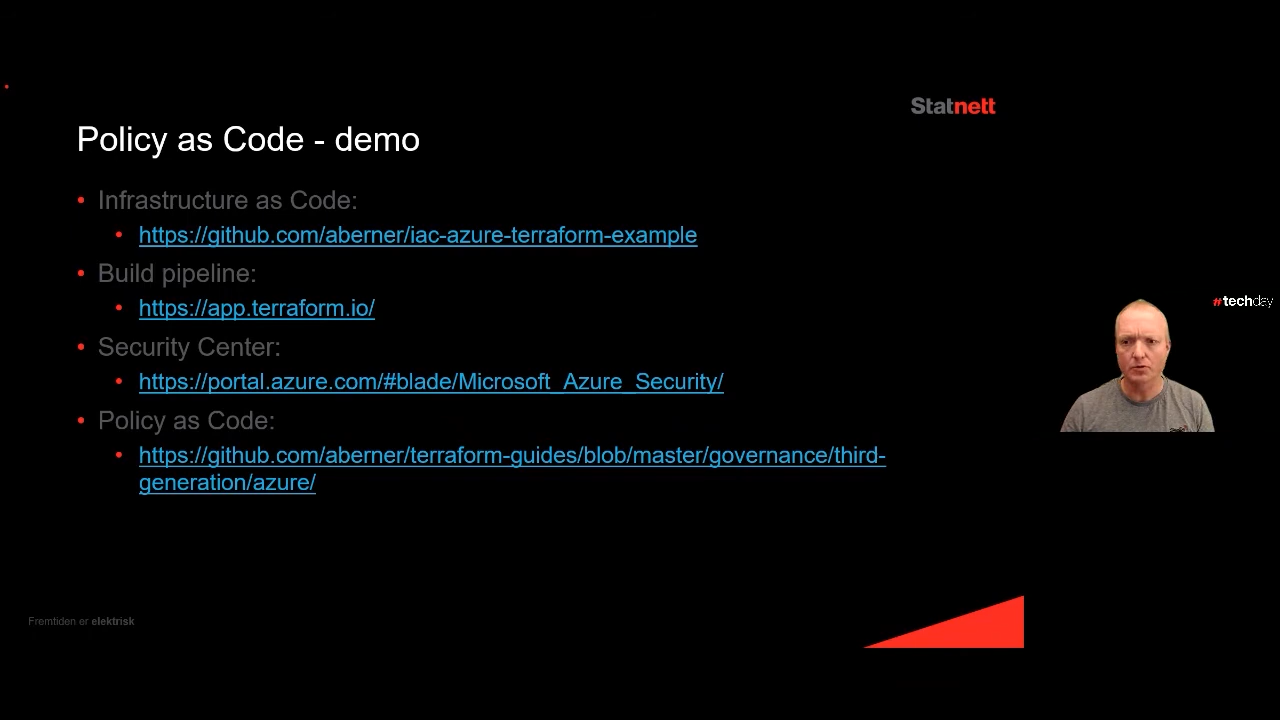 Statnett
Policy as Code - demo
Infrastructure as Code:
https://github.com/aberner/iac-azure-terraform-example
Build pipeline:
https://app.terraform.io/
#techday
Security Center:
https://portal.azure.com/#blade/Microsoft_Azure_Security/
Policy as Code:
https://github.com/aberner/terraform-guides/blob/master/governance/third-
generation/azure/
Fremtiden er elektrisk